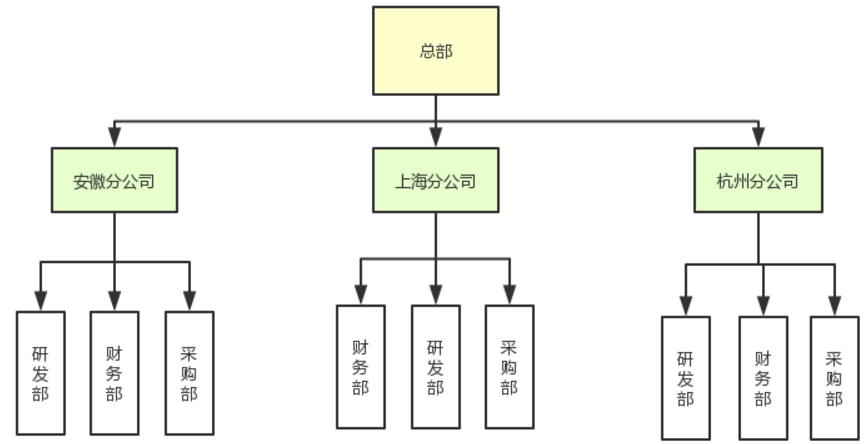 总部
安徽分公司
上海分公司
杭州分公司
研发部
财务部
采购部
财务部
研发部
采购部
研发部
财务部
采购部